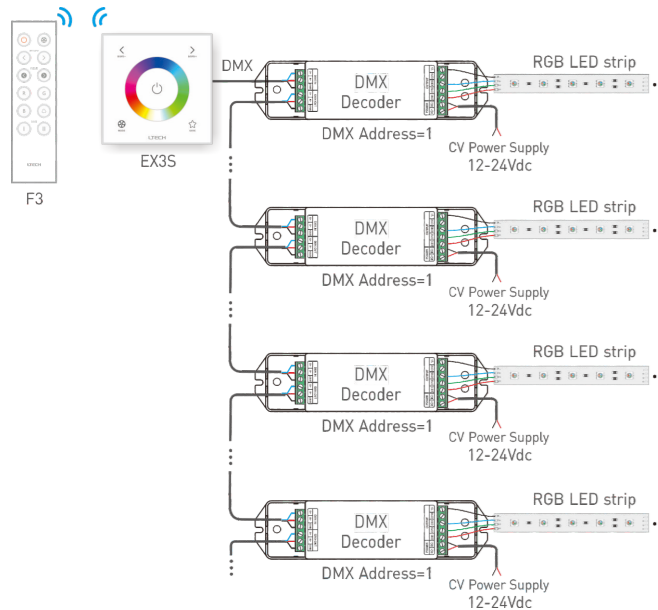 DMX
RGB LED strip
DMX
Decoder
DMX Address=1
CV Power Supply
12-24Vdc
EX3S
F3
RGB LED strip
DMX
Decoder
DMX Address=1
CV Power Supply
12-24Vdc
RGB LED strip
DMX
Decoder
DMX Address=1
CV Power Supply
12-24Vdc
RGB LED strip
DMX
Decoder
DMX Address=1
CV Power Supply
12-24Vdc